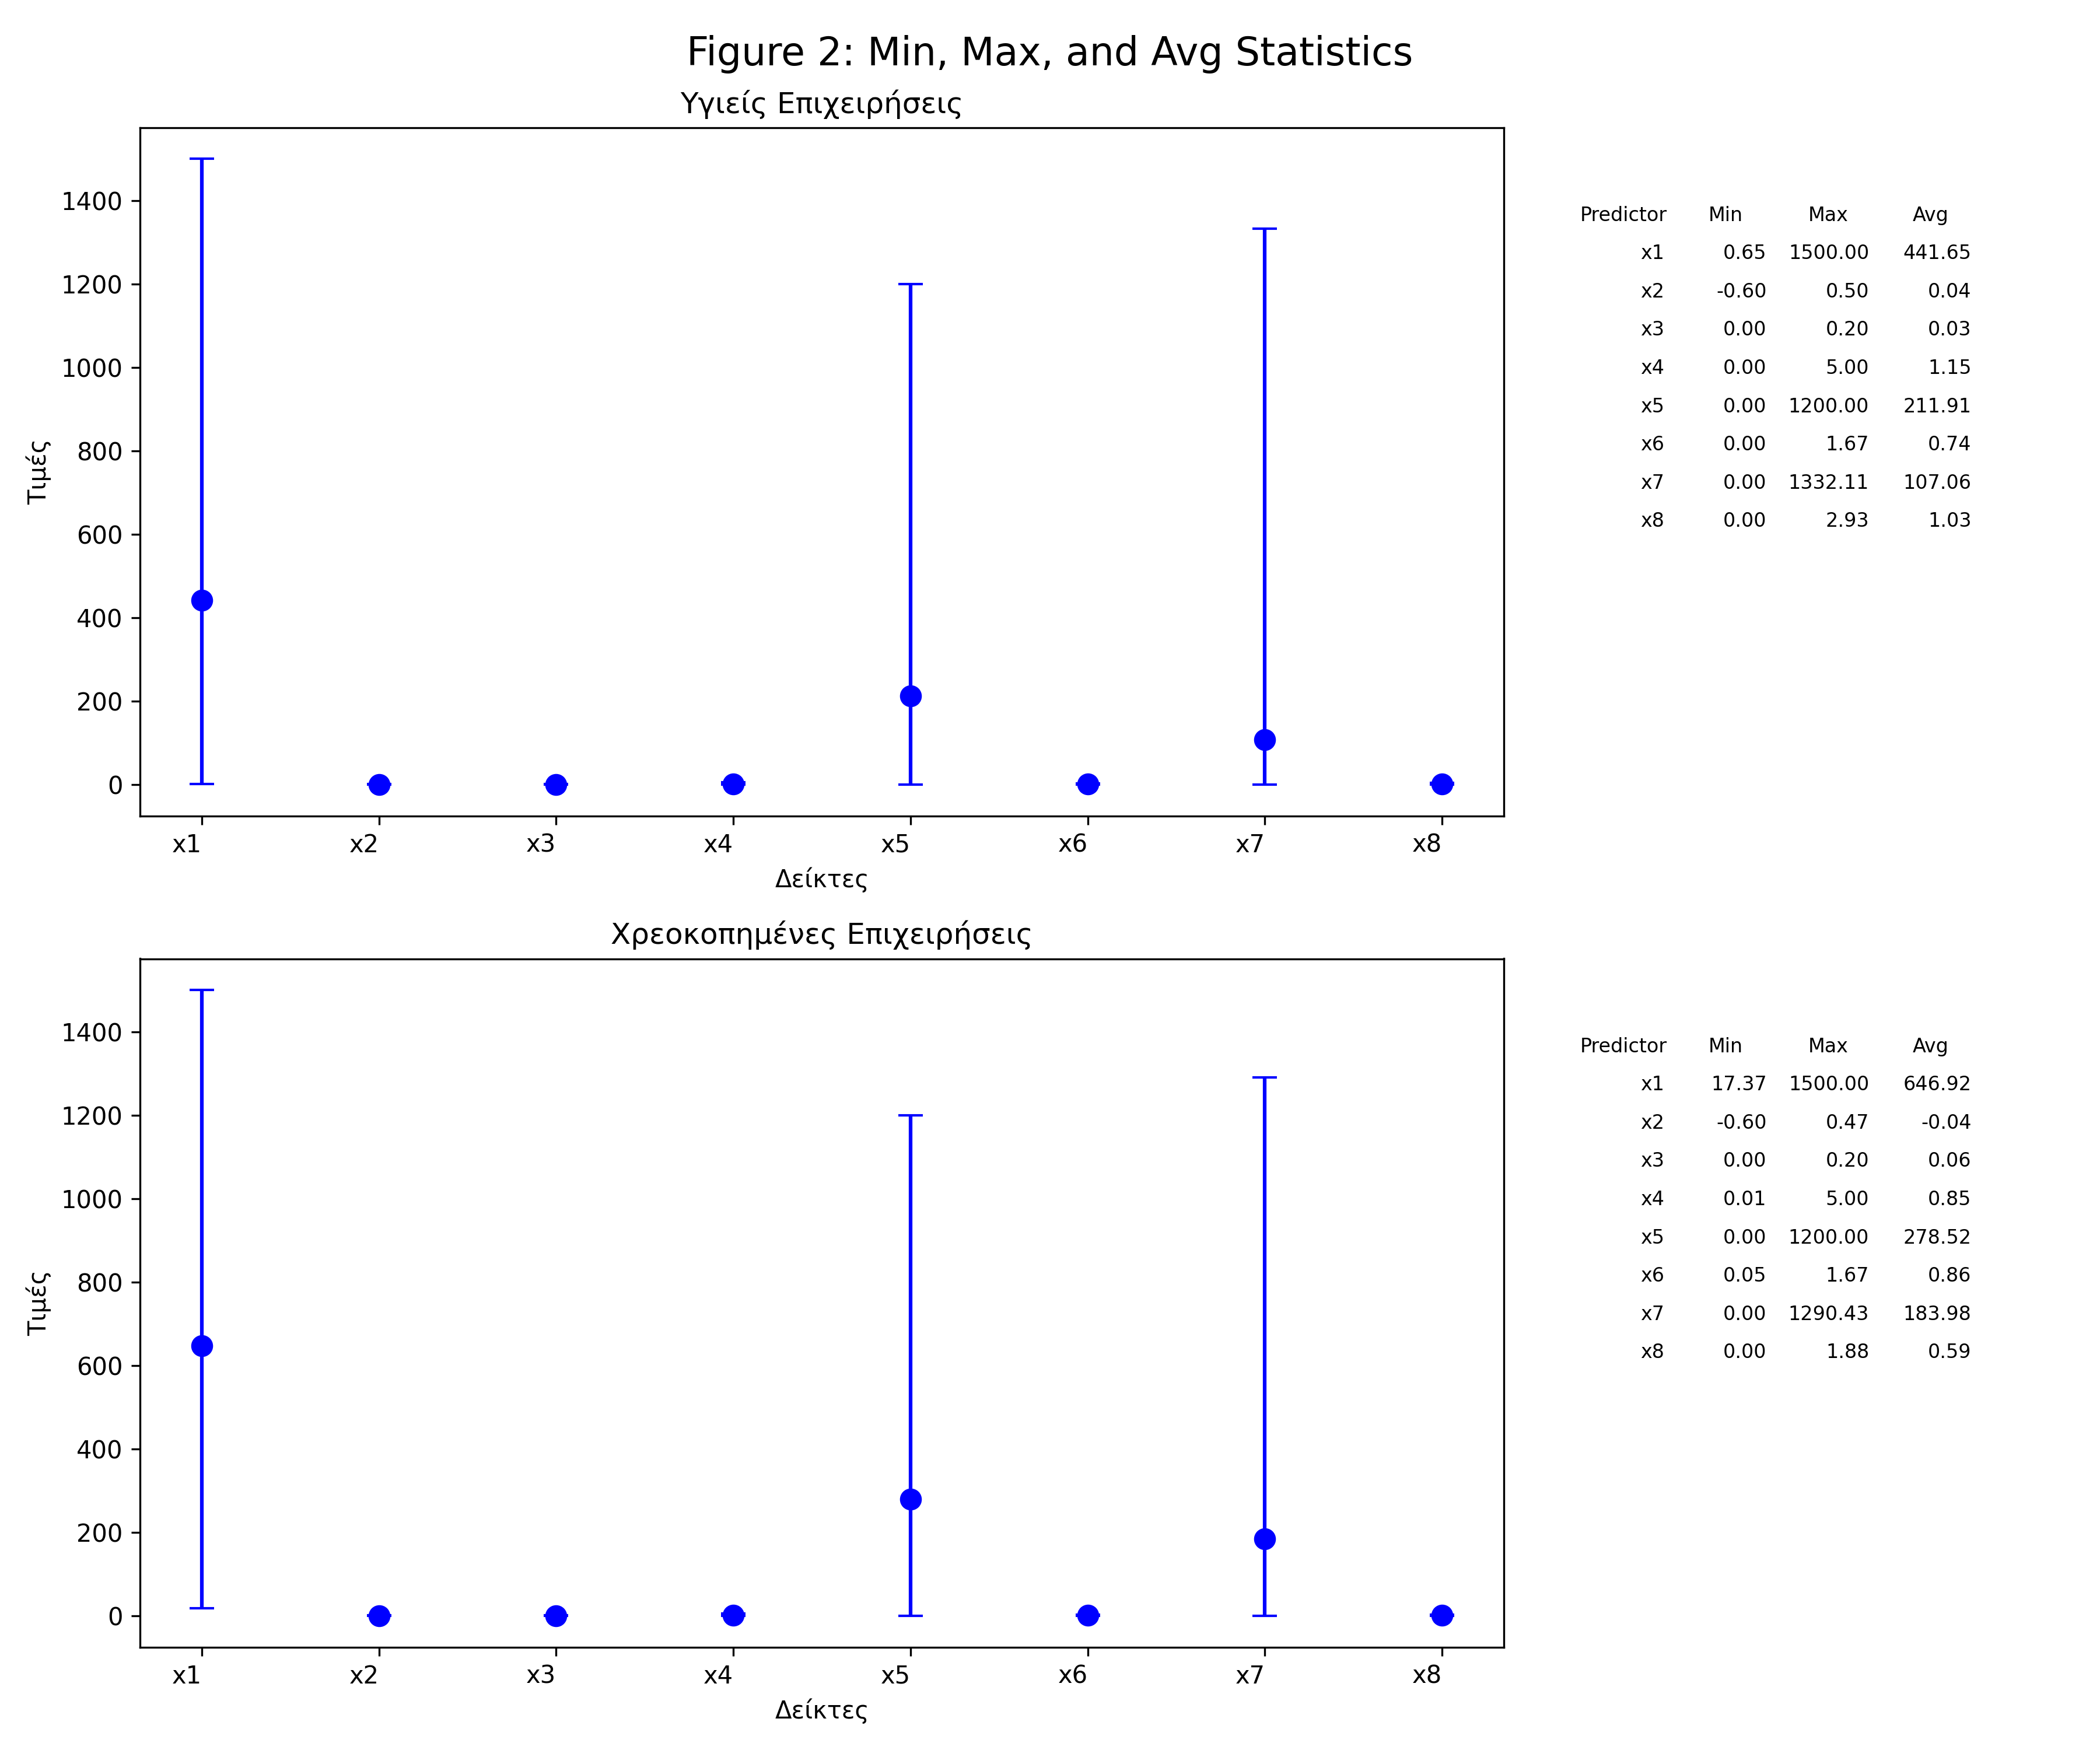 Figure 2: Min, Max, and Avg Statistics
Υγιείς Επιχειρήσεις
1400
1200
1000
800
600
400
200
0
Τιμές
x1 x2 x3 x4 x5 x6 x7 x8
Δείκτες
Predictor Min Max Avg
x1 0.65 1500.00 441.65
x2 -0.60 0.50 0.04
x3 0.00 0.20 0.03
x4 0.00 5.00 1.15
x5 0.00 1200.00 211.91
x6 0.00 1.67 0.74
x7 0.00 1332.11 107.06
x8 0.00 2.93 1.03
Χρεοκοπημένες Επιχειρήσεις
1400
1200
1000
800
600
400
200
0
Τιμές
x1 x2 x3 x4 x5 x6 x7 x8
Δείκτες
Predictor Min Max Avg
x1 17.37 1500.00 646.92
x2 -0.60 0.47 -0.04
x3 0.00 0.20 0.06
x4 0.01 5.00 0.85
x5 0.00 1200.00 278.52
x6 0.05 1.67 0.86
x7 0.00 1290.43 183.98
x8 0.00 1.88 0.59